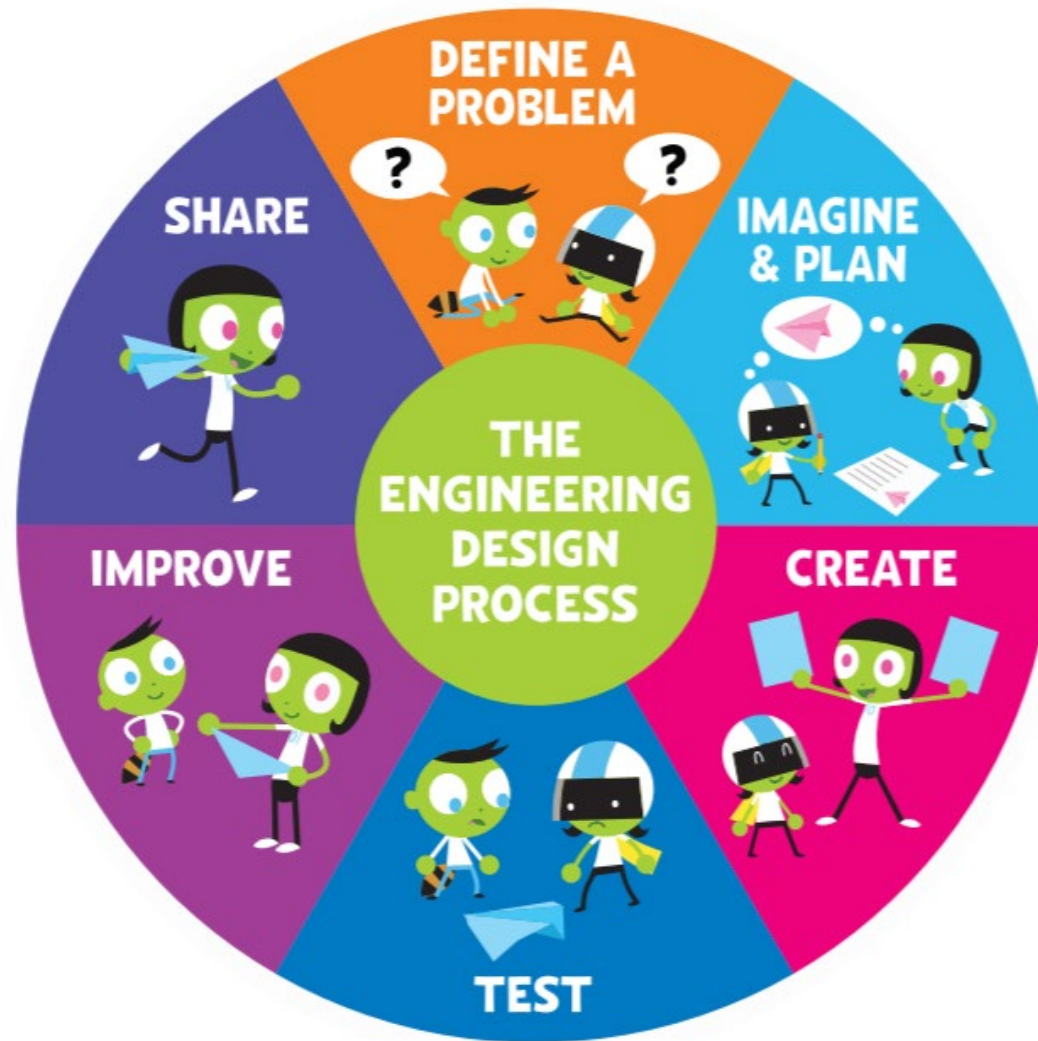 DEFINE A
PROBLEM
?
?
IMAGINE
& PLAN
CREATE
TEST
IMPROVE
SHARE
THE
ENGINEERING
DESIGN
PROCESS